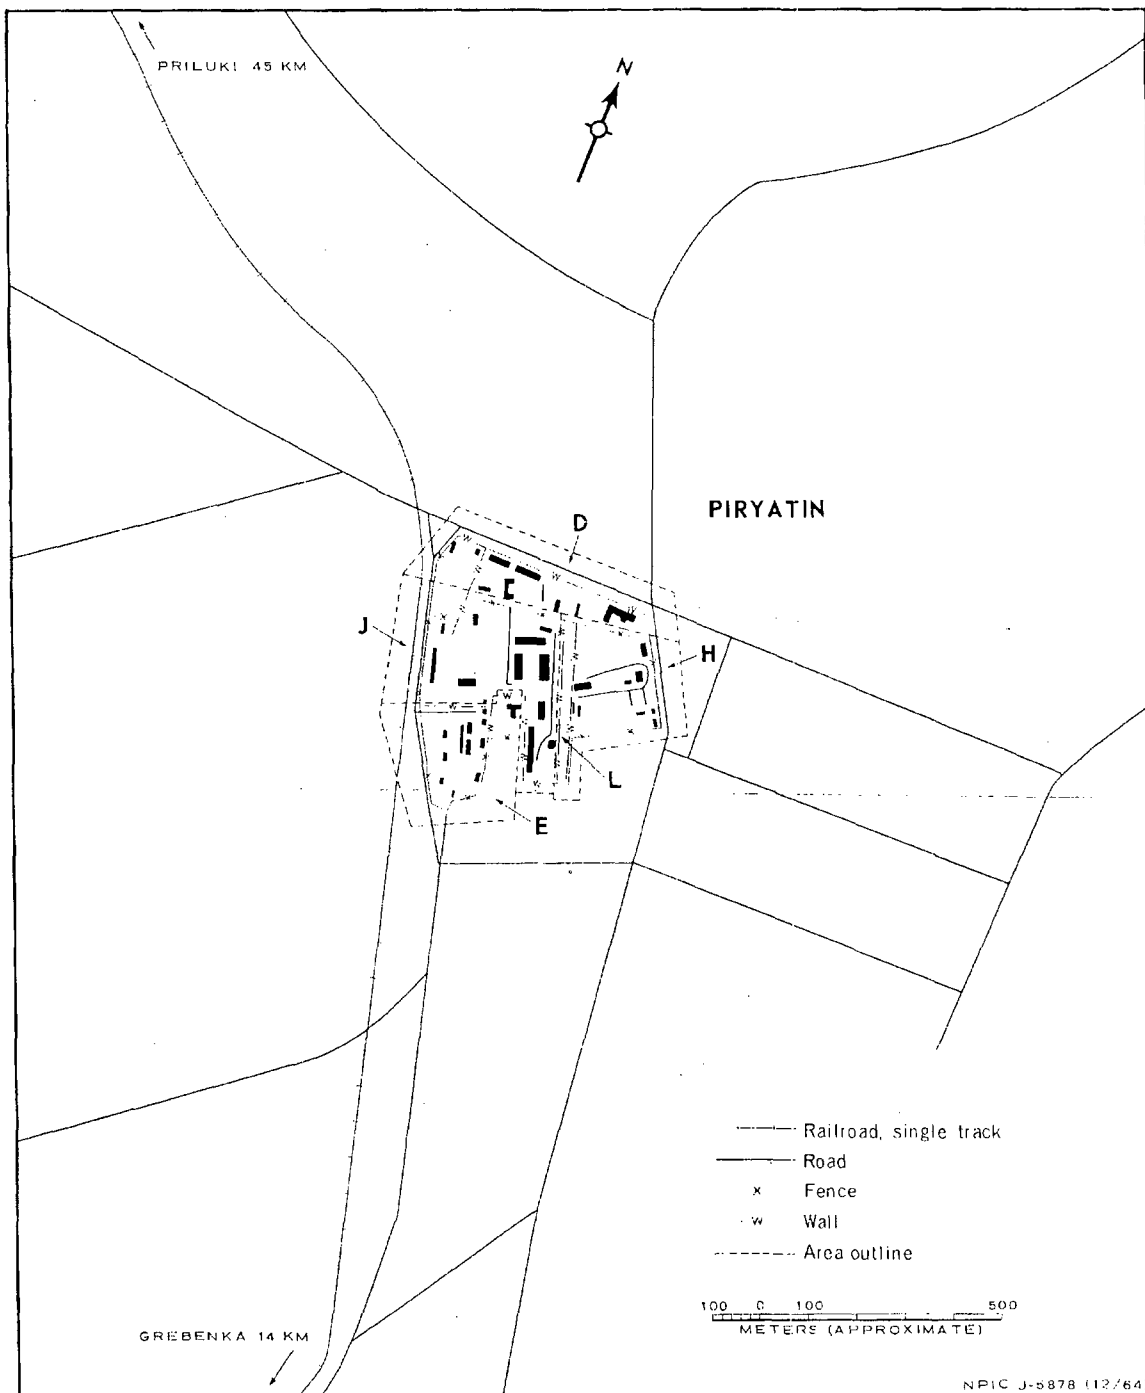 PRILUKI 45 KM
N
PIRYATIN
D
J
H
L
E
Railroad, single track
Road
x Fence
w Wall
Area outline
100 0 100 500
METERS (APPROXIMATE)
GREBENKA 14 KM
NPIC J-5878 (12/64